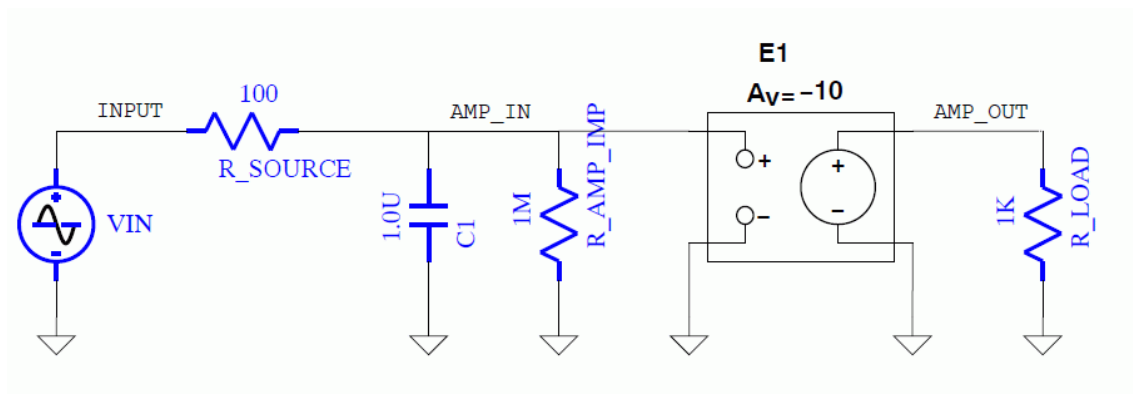 E1
Av= −10
100
INPUT
AMP_IN
AMP_OUT
R_SOURCE
VIN
1.0U
C1
1M
R_AMP_IMP
+
−
+
−
1K
R_LOAD